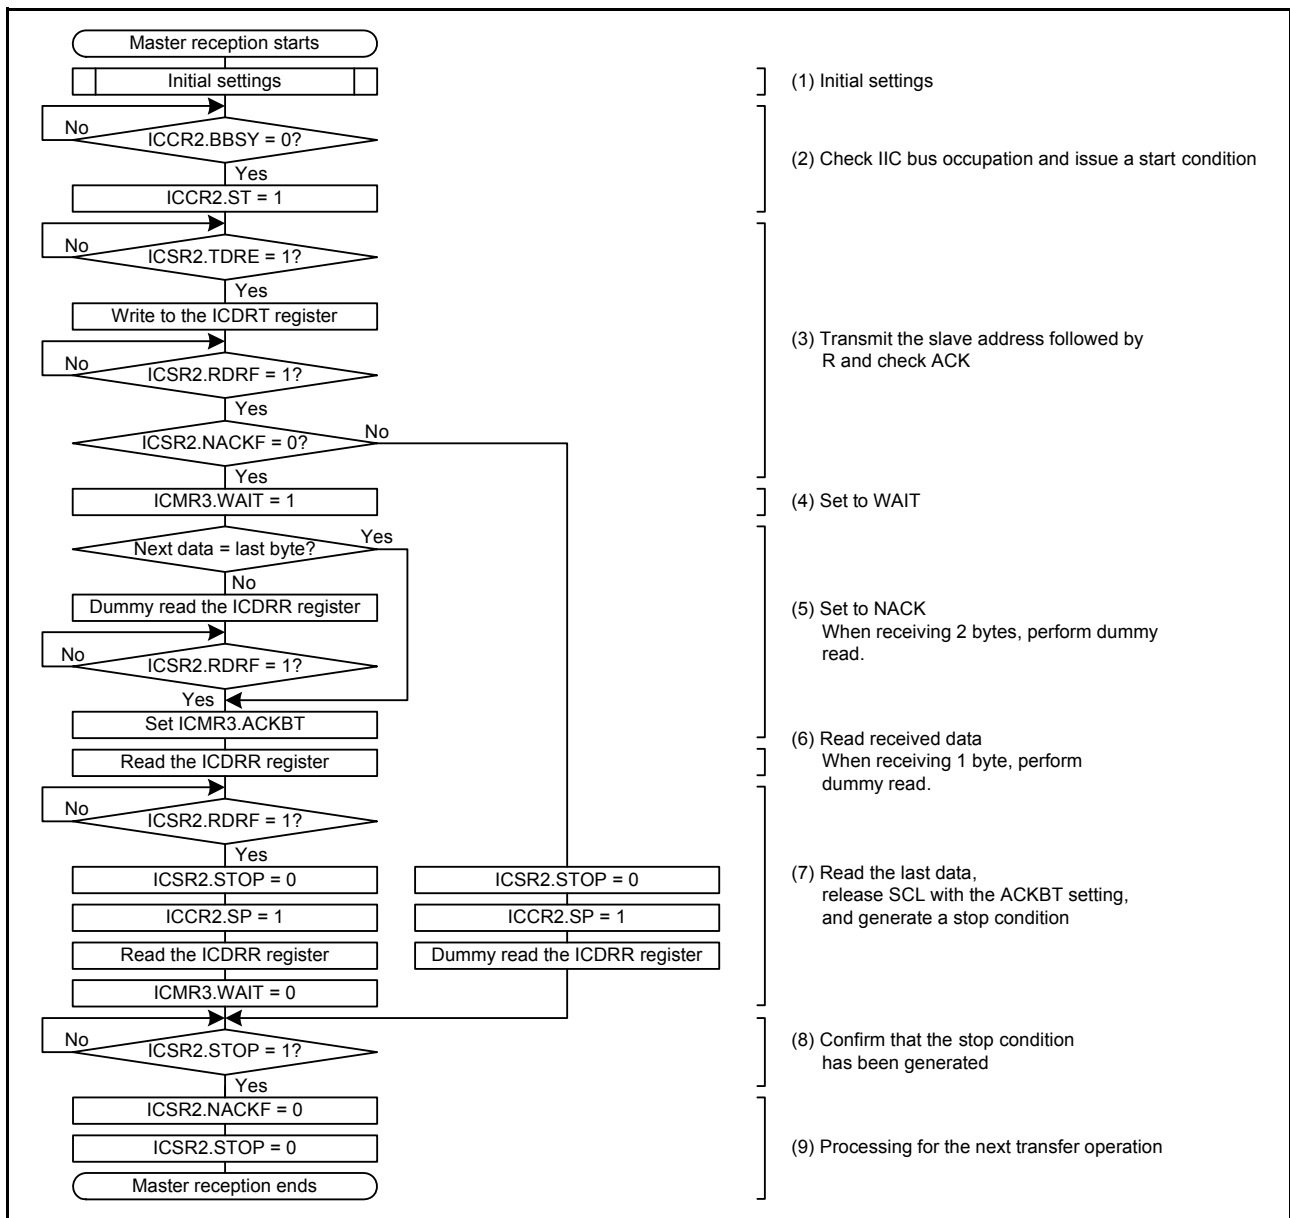 Master reception starts
Initial settings
(1) Initial settings
No
ICCR2.BBSY = 0?
Yes
(2) Check IIC bus occupation and issue a start condition
ICCR2.ST = 1
No
ICSR2.TDRE = 1?
Yes
Write to the ICDRT register
(3) Transmit the slave address followed by
R and check ACK
No
ICSR2.RDRF = 1?
Yes
ICSR2.NACKF = 0?
No
Yes
ICMR3.WAIT = 1
(4) Set to WAIT
Next data = last byte?
Yes
No
Dummy read the ICDRR register
(5) Set to NACK
When receiving 2 bytes, perform dummy
read.
No
ICSR2.RDRF = 1?
Yes
Set ICMR3.ACKBT
(6) Read received data
When receiving 1 byte, perform
dummy read.
Read the ICDRR register
No
ICSR2.RDRF = 1?
Yes
ICSR2.STOP = 0
ICSR2.STOP = 0
(7) Read the last data,
release SCL with the ACKBT setting,
and generate a stop condition
ICCR2.SP = 1
ICCR2.SP = 1
Read the ICDRR register
Dummy read the ICDRR register
ICMR3.WAIT = 0
No
ICSR2.STOP = 1?
Yes
(8) Confirm that the stop condition
has been generated
ICSR2.NACKF = 0
ICSR2.STOP = 0
(9) Processing for the next transfer operation
Master reception ends